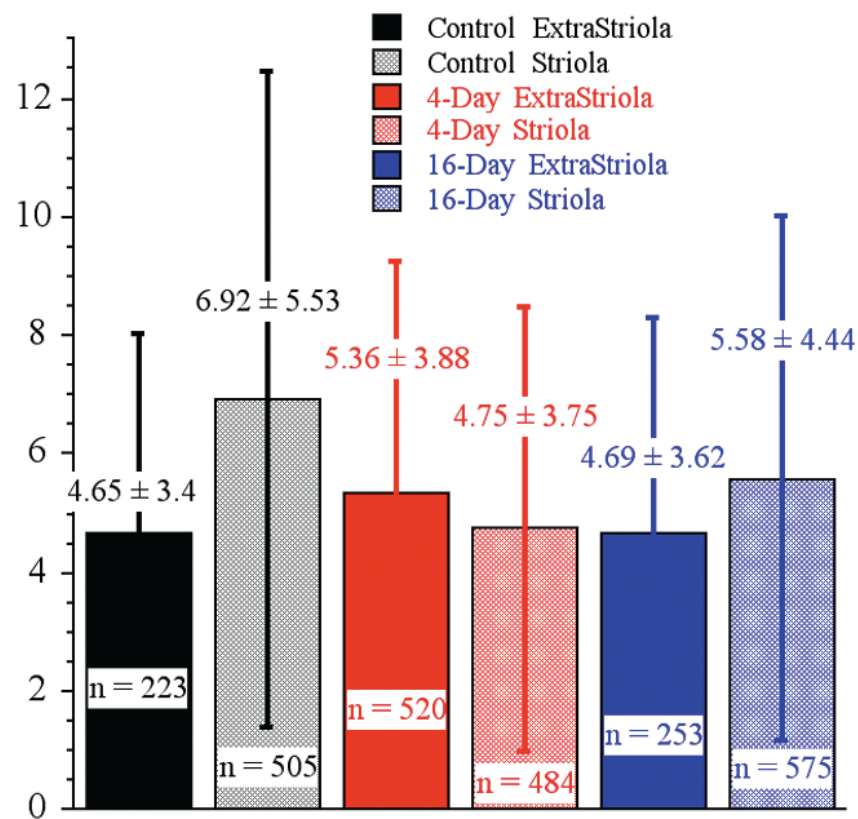 Control ExtraStriola
Control Striola
4-Day ExtraStriola
4-Day Striola
16-Day ExtraStriola
16-Day Striola
12
10
8
6
4
2
0
4.65 ± 3.4
6.92 ± 5.53
5.36 ± 3.88
4.75 ± 3.75
4.69 ± 3.62
5.58 ± 4.44
n = 223
n = 505
n = 520
n = 484
n = 253
n = 575